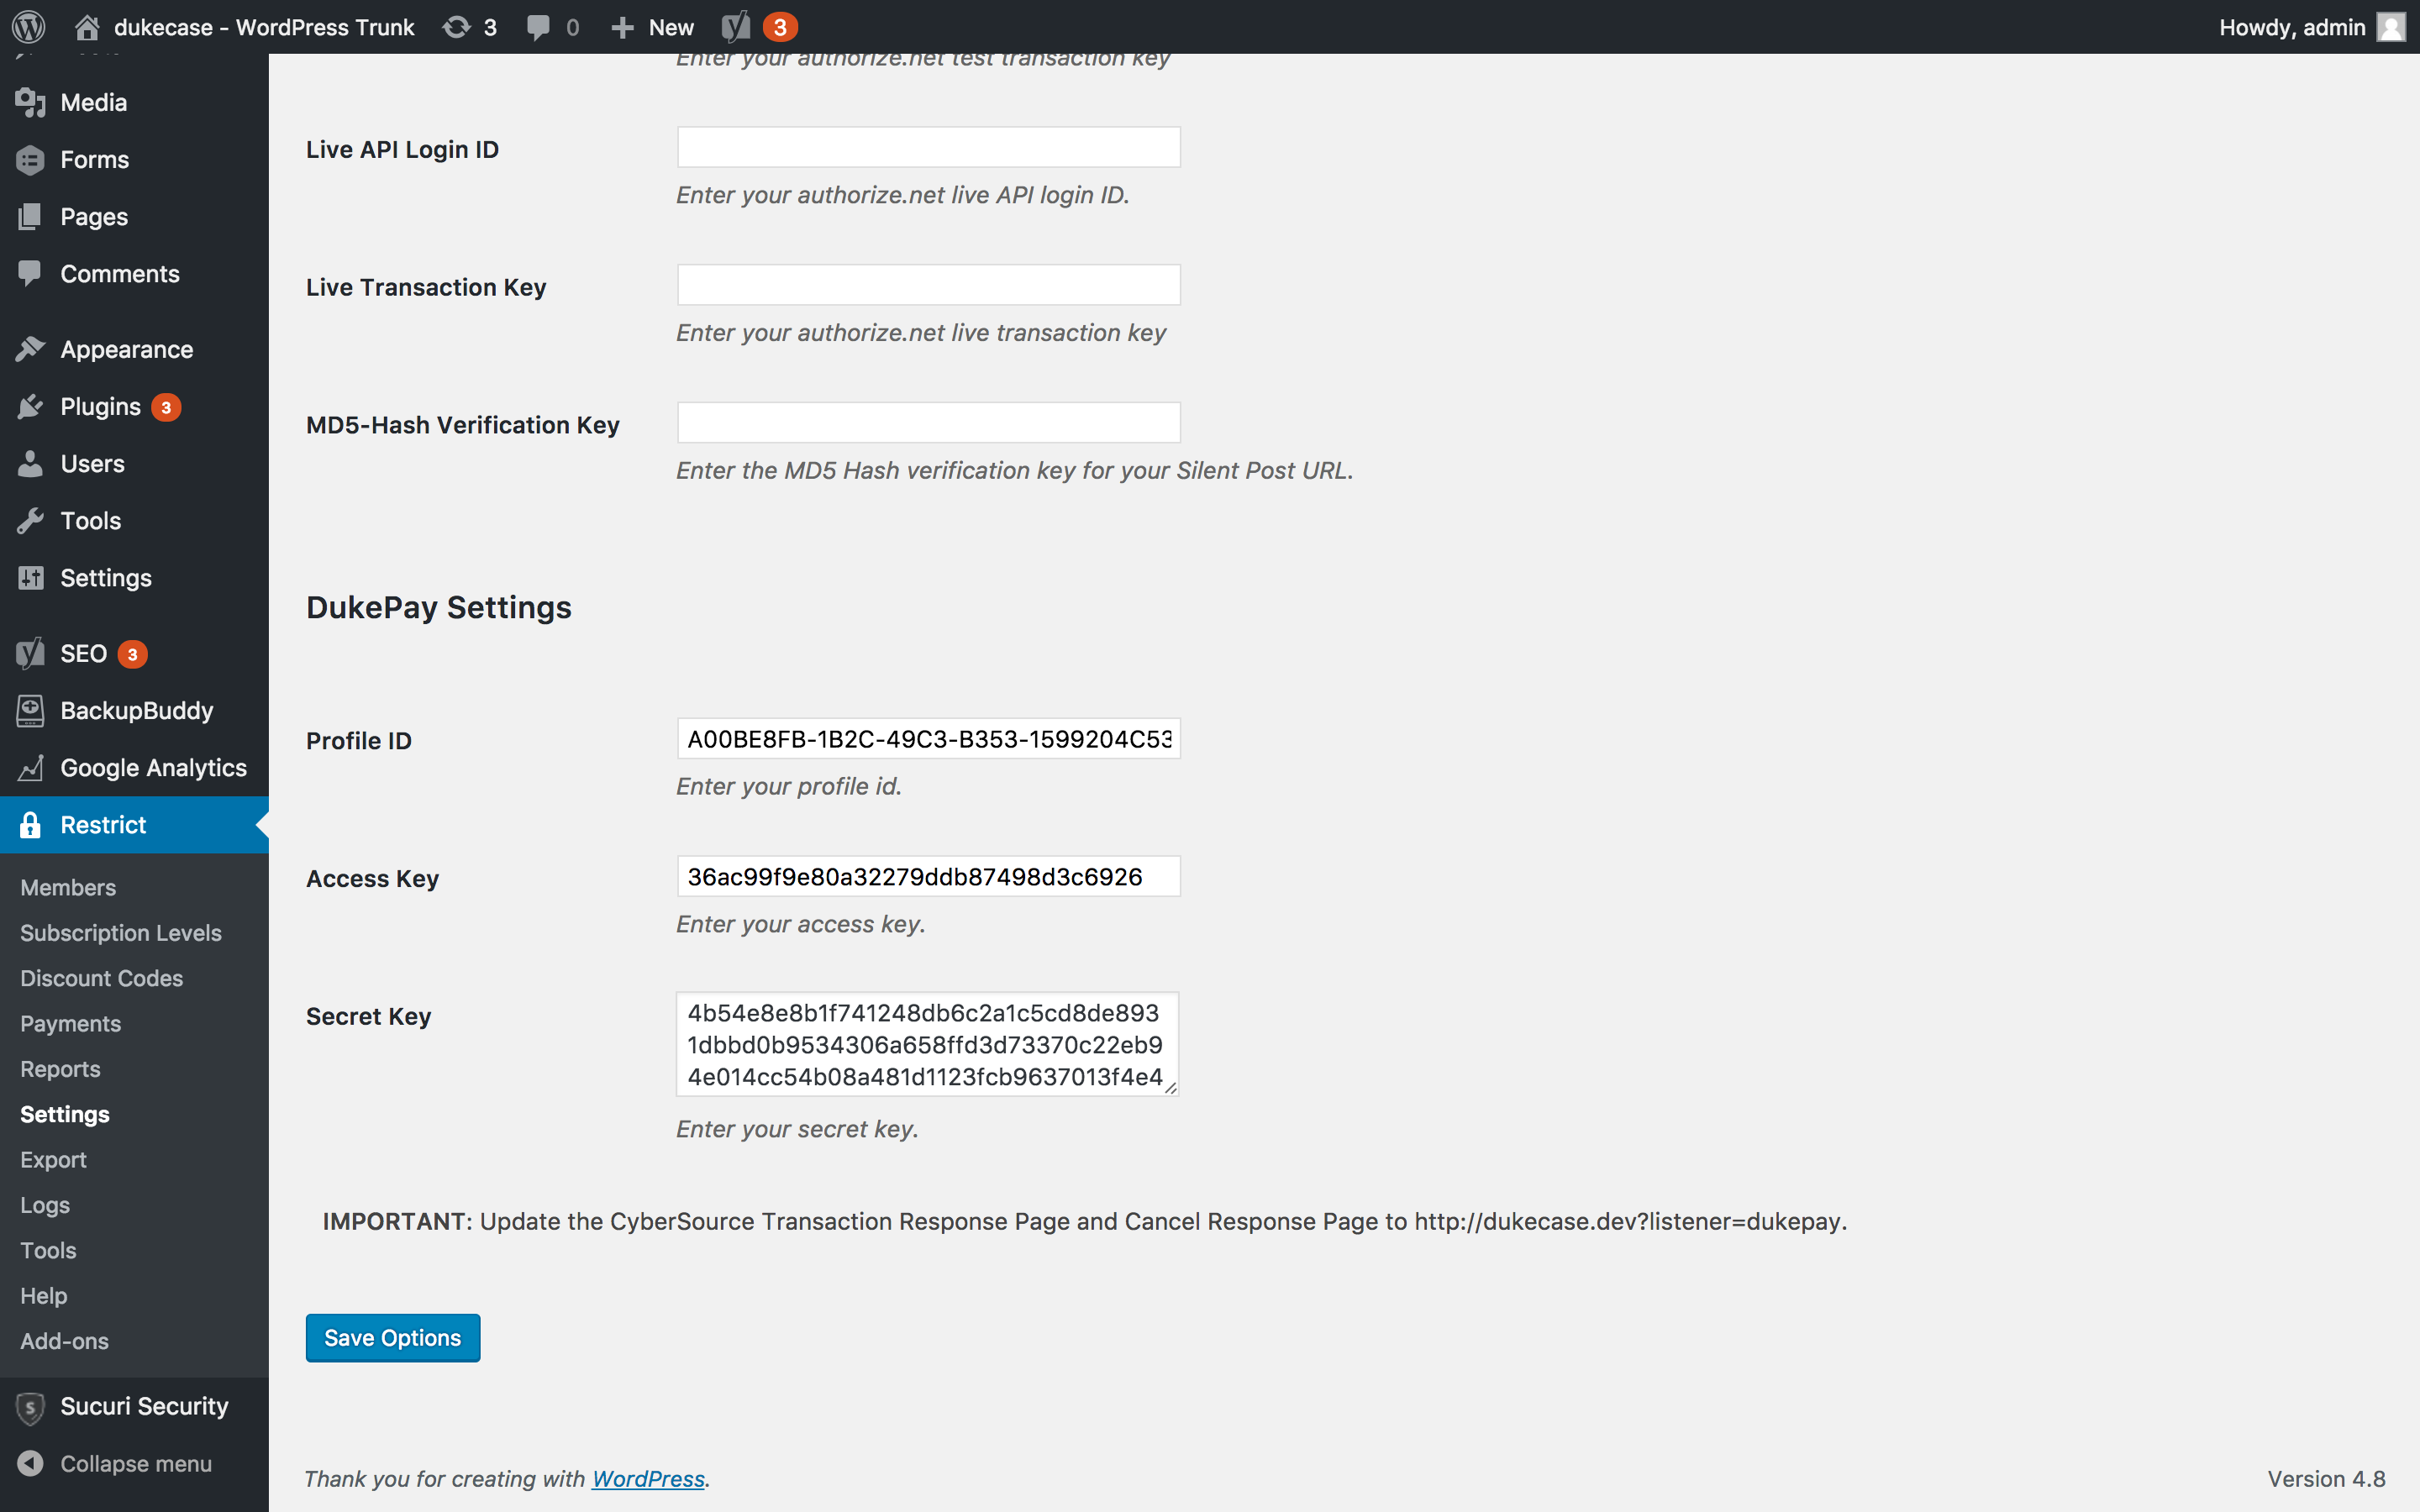 dukecase - WordPress Trunk 3 0 New 3 Howdy, admin
Enter your authorize.net test transaction key
Media
Forms
Pages
Comments
Appearance
Plugins 3
Users
Tools
Settings
SEO 3
BackupBuddy
Google Analytics
Restrict
Members
Subscription Levels
Discount Codes
Payments
Reports
Settings
Export
Logs
Tools
Help
Add-ons
Sucuri Security
Collapse menu
Live API Login ID
Enter your authorize.net live API login ID.
Live Transaction Key
Enter your authorize.net live transaction key
MD5-Hash Verification Key
Enter the MD5 Hash verification key for your Silent Post URL.
DukePay Settings
Profile ID
A00BE8FB-1B2C-49C3-B353-1599204C53
Enter your profile id.
Access Key
36ac99f9e80a32279ddb87498d3c6926
Enter your access key.
Secret Key
4b54e8e8b1f741248db6c2a1c5cd8de893
1dbbd0b9534306a658ffd3d73370c22eb9
4e014cc54b08a481d1123fcb9637013f4e4
Enter your secret key.
IMPORTANT: Update the CyberSource Transaction Response Page and Cancel Response Page to http://dukecase.dev?listener=dukepay.
Save Options
Thank you for creating with WordPress.
Version 4.8